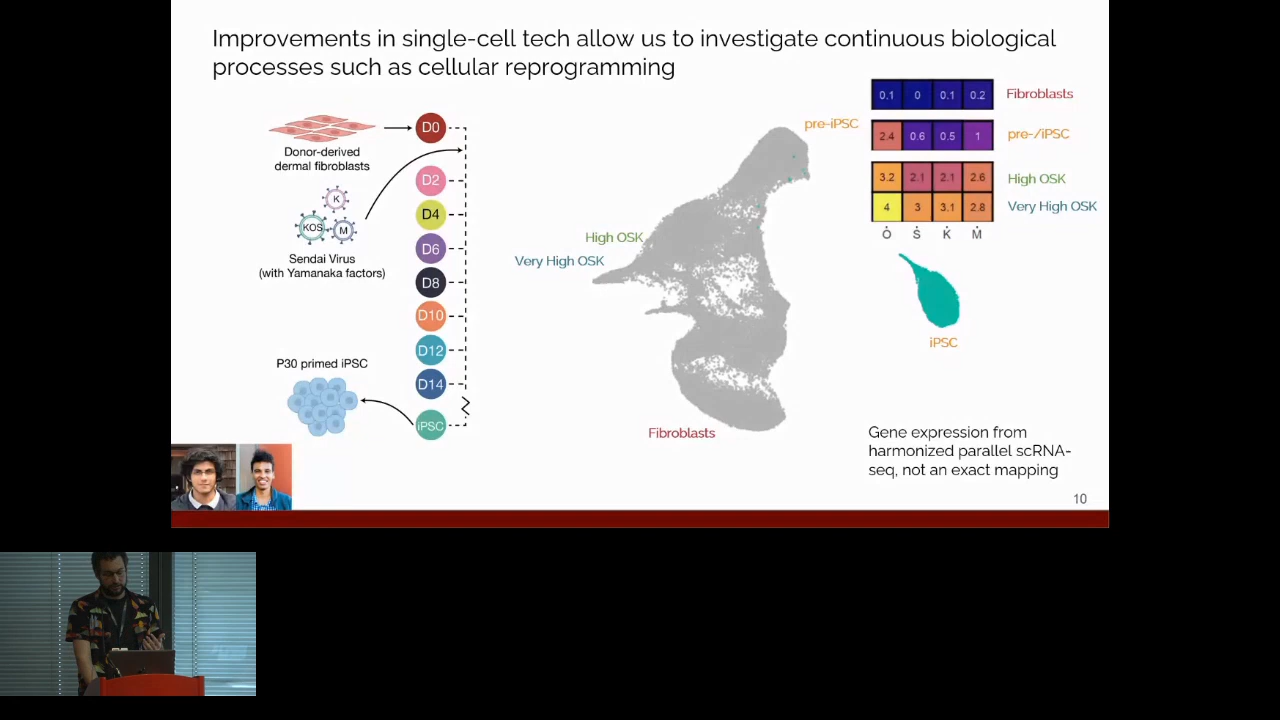 Improvements in single-cell tech allow us to investigate continuous biological
processes such as cellular reprogramming
Donor-derived
dermal fibroblasts
K
KOS
M
Sendai Virus
(with Yamanaka factors)
P30 primed iPSC
D0
D2
D4
D6
D8
D10
D12
D14
iPSC
pre-iPSC
High OSK
Very High OSK
Fibroblasts
0.1 0 0.1 0.2 Fibroblasts
2.4 0.6 0.5 1 pre-/iPSC
3.2 2.1 2.1 2.6 High OSK
4 3 3.1 2.8 Very High OSK
O S K M
iPSC
Gene expression from
harmonized parallel scRNA-
seq, not an exact mapping
10